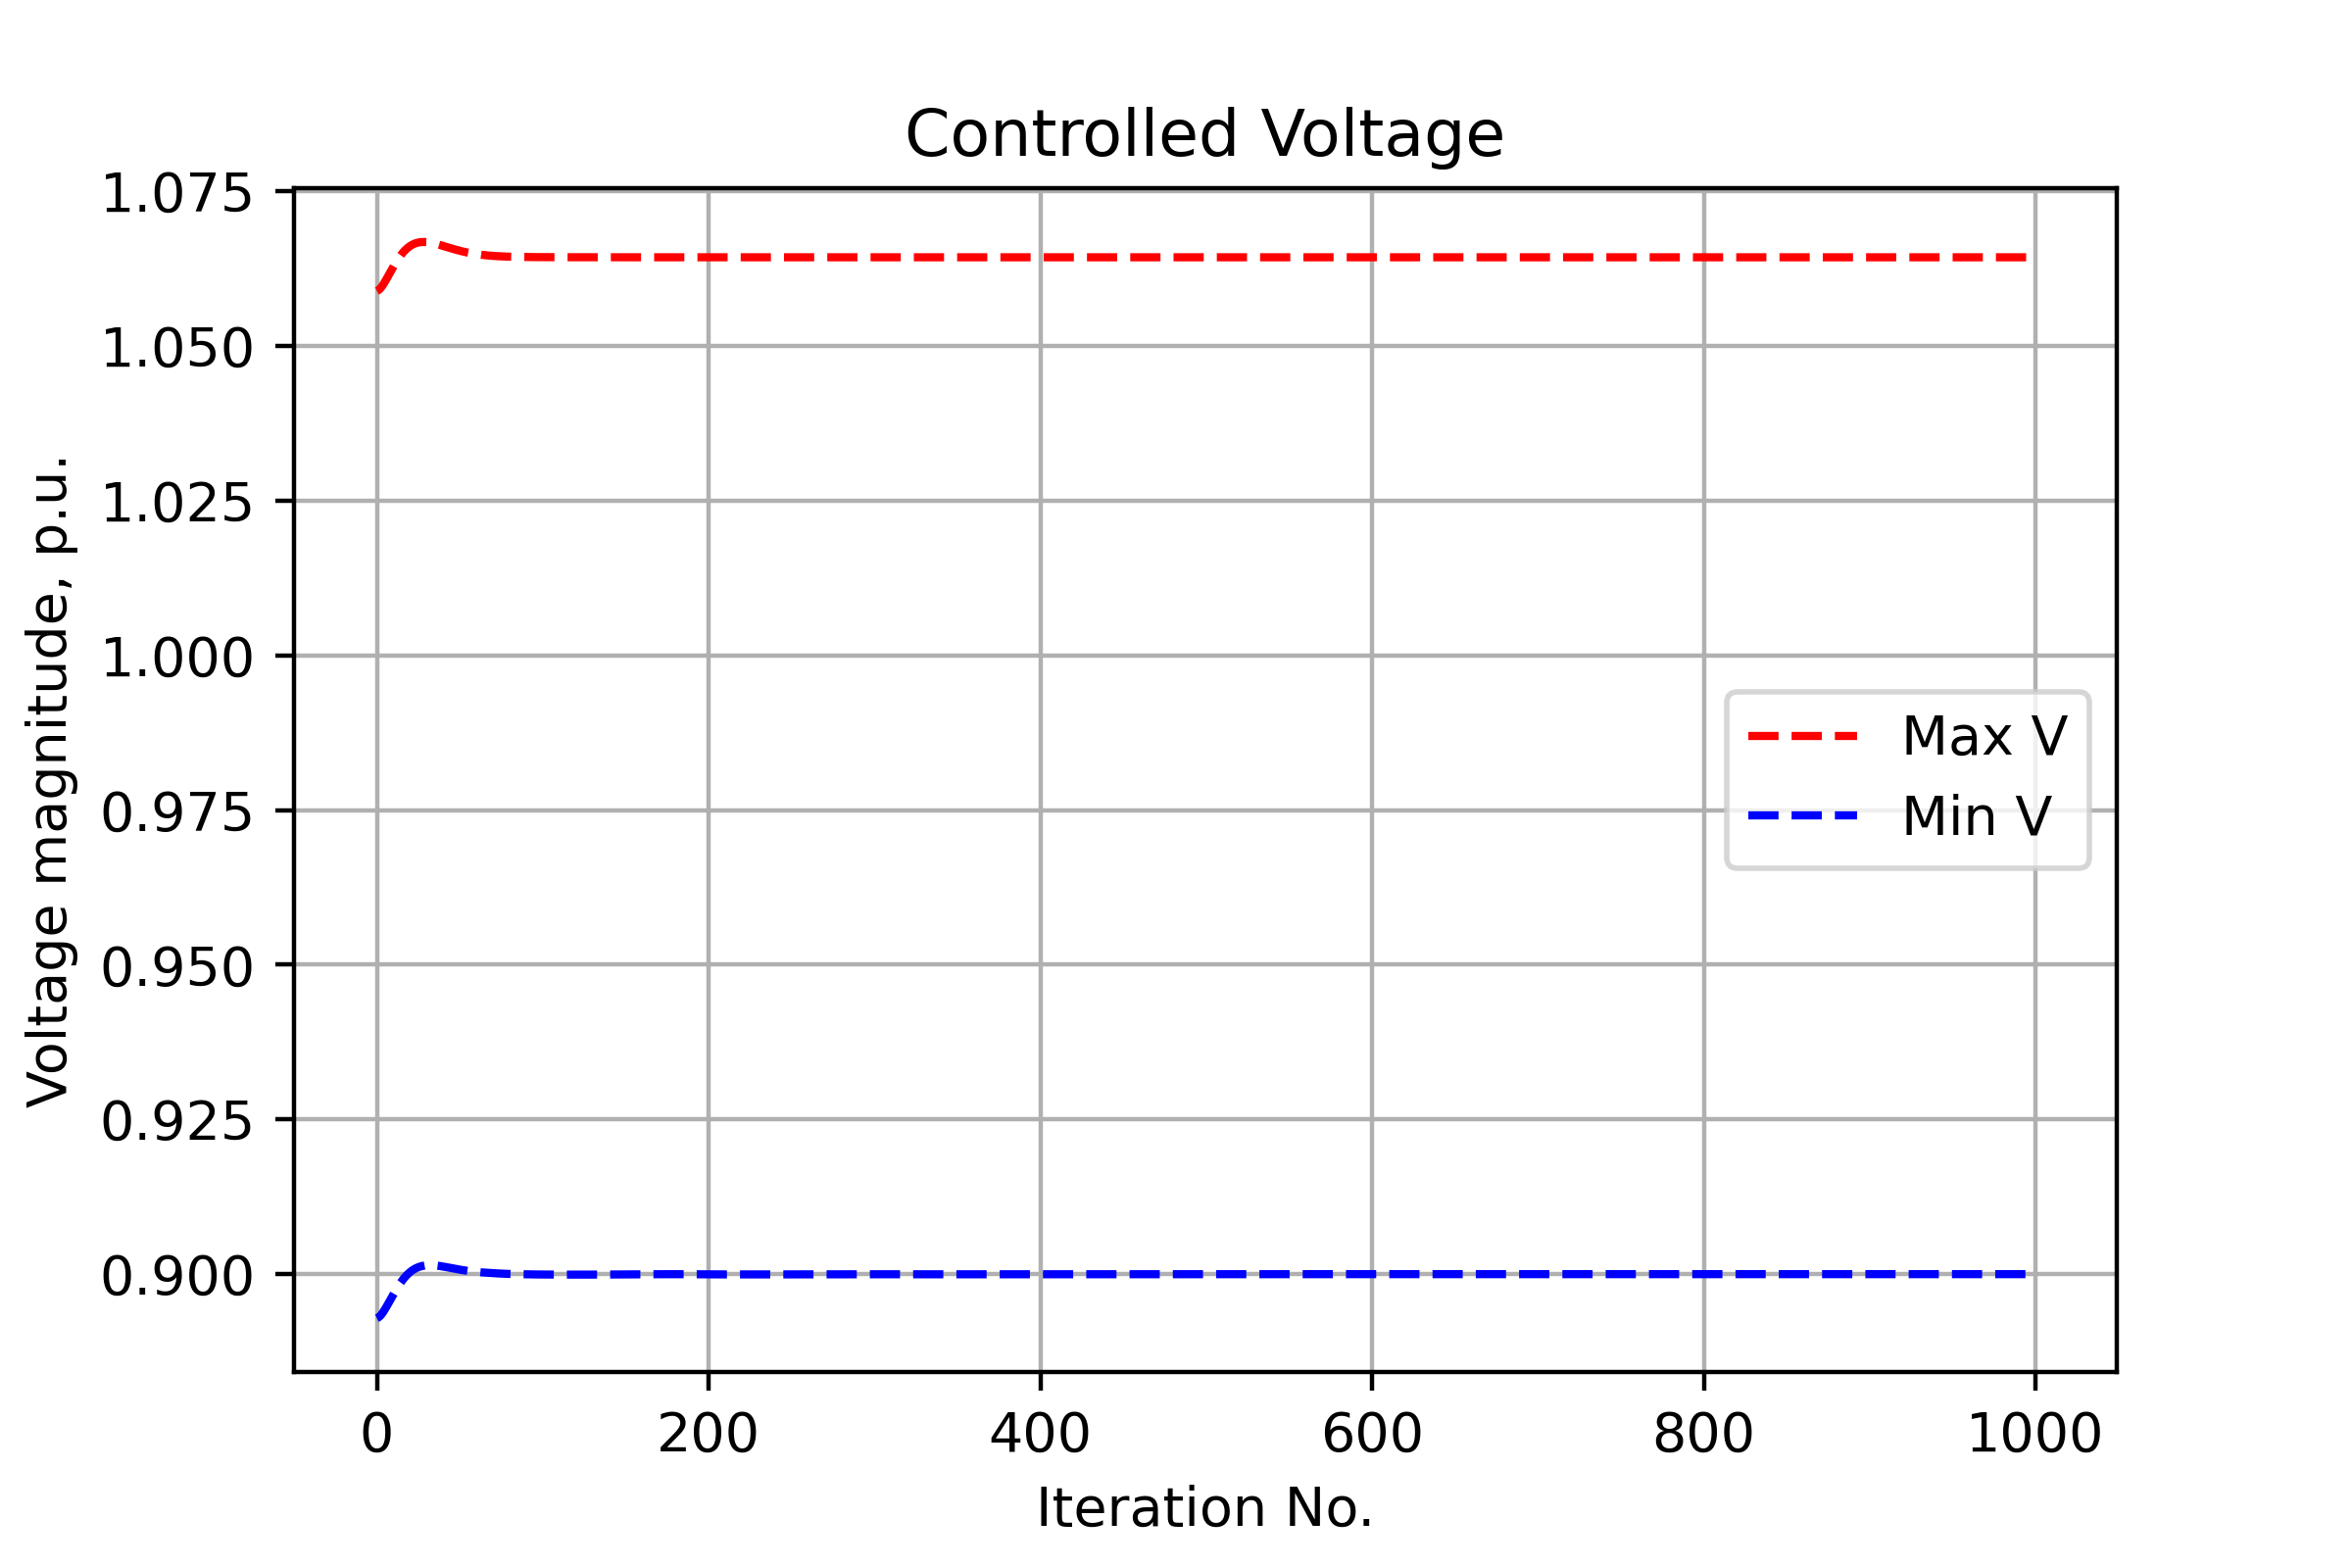 Controlled Voltage
1.075
1.050
1.025
1.000
0.975
0.950
0.925
0.900
Voltage magnitude, p.u.
Max V
Min V
0 200 400 600 800 1000
Iteration No.